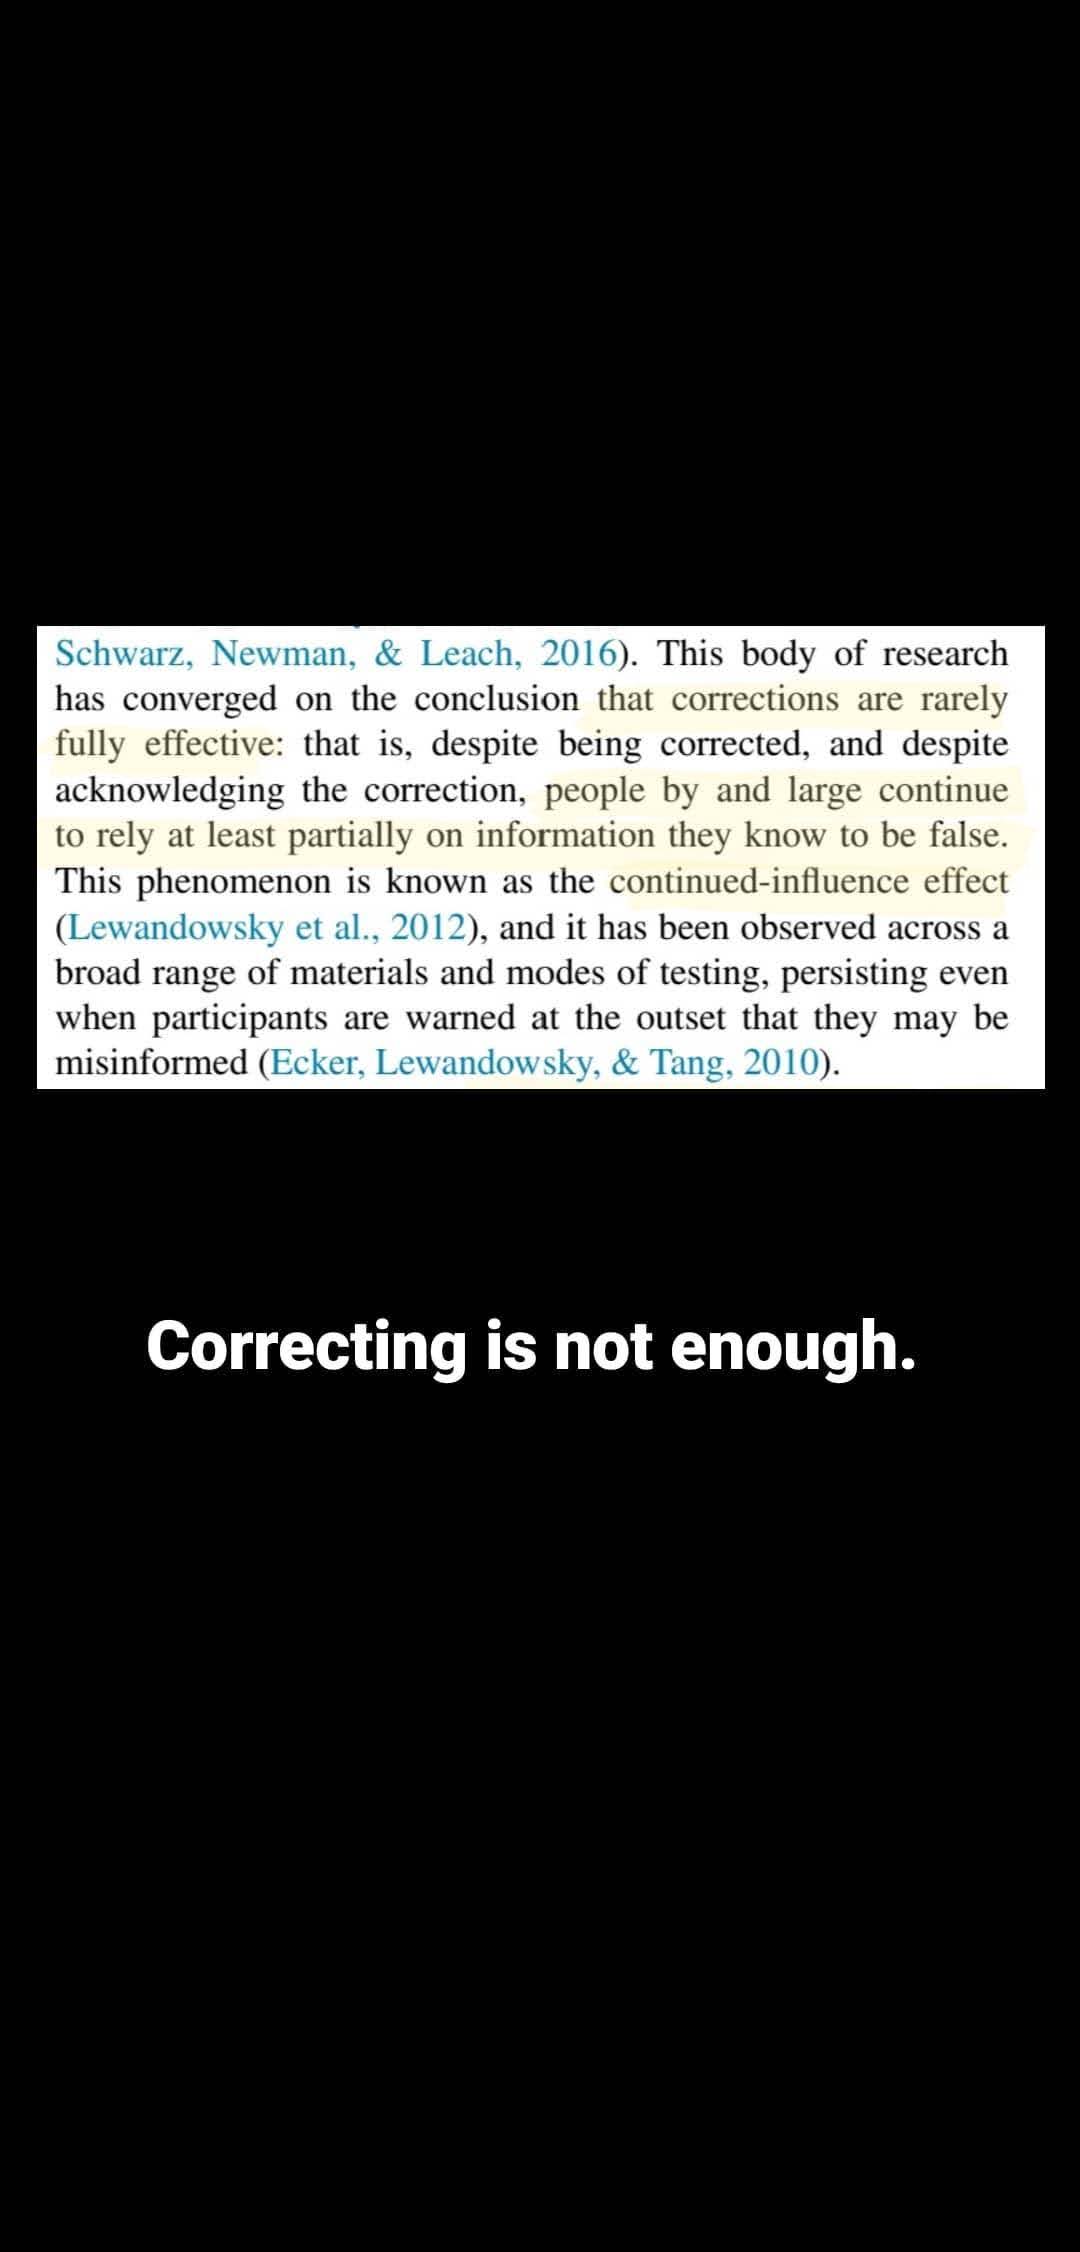 Schwarz, Newman, & Leach, 2016). This body of research
has converged on the conclusion that corrections are rarely
fully effective: that is, despite being corrected, and despite
acknowledging the correction, people by and large continue
to rely at least partially on information they know to be false.
This phenomenon is known as the continued-influence effect
(Lewandowsky et al., 2012), and it has been observed across a
broad range of materials and modes of testing, persisting even
when participants are warned at the outset that they may be
misinformed (Ecker, Lewandowsky, & Tang, 2010).
Correcting is not enough.